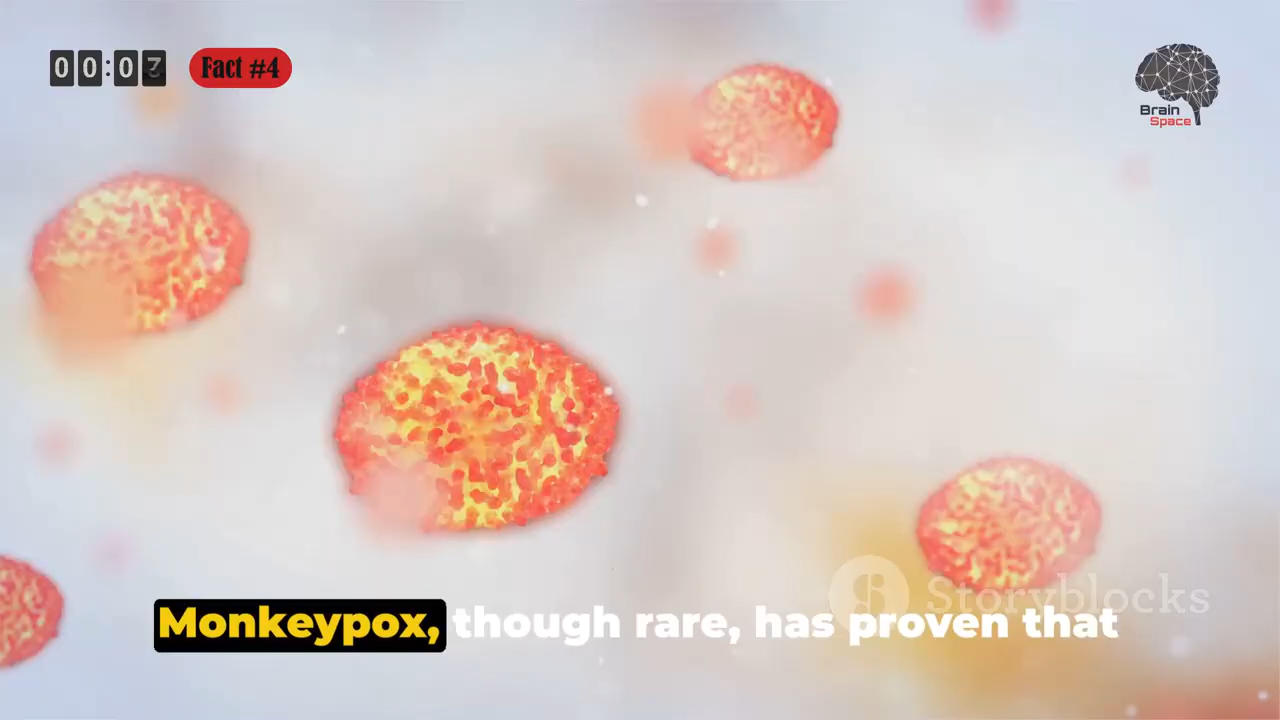 00:03
Fact #4
Brain
Space
Storyblocks
Monkeypox, though rare, has proven that